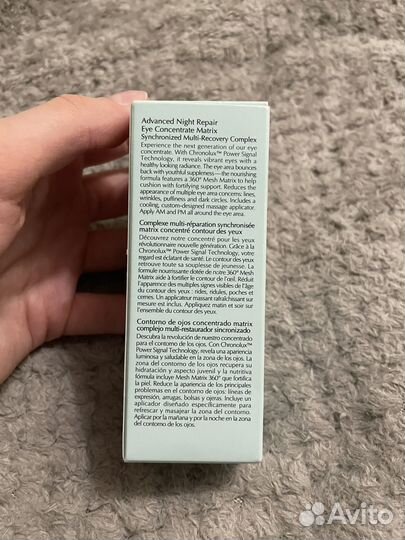 Advanced Night Repair
Eye Concentrate Matrix
Synchronized Multi-Recovery Complex
Experience the next generation of our eye
concentrate. With Chronolux™ Power Signal
Technology, it reveals vibrant eyes with a
healthy looking radiance. The eye area bounces
back with youthful suppleness—the nourishing
formula features a 360° Mesh Matrix to help
cushion with fortifying support. Reduces the
appearance of multiple eye area concerns: lines,
wrinkles, puffiness and dark circles. Includes a
cooling, custom-designed massage applicator.
Apply AM and PM all around the eye area.
Complexe multi-réparation synchronisée
matrix concentré contour des yeux
Découvrez notre concentré pour les yeux
révolutionnaire nouvelle génération. Grâce à la
Chronolux™ Power Signal Technology, votre
regard est éclatant de santé. Le contour des yeux
retrouve toute sa souplesse de jeunesse. La
formule nourrissante dotée de notre 360° Mesh
Matrix aide à fortifier le contour de l'œil. Réduit
l'apparence des multiples signes visibles de l'âge
du contour des yeux : rides, ridules, poches et
cernes. Un applicateur massant rafraîchissant sur
mesure est inclus. Appliquez matin et soir sur
l'ensemble du contour des yeux.
Contorno de ojos concentrado matrix
complejo multi-restaurador sincronizado
Descubra la revolución de nuestro concentrado
para el contorno de los ojos. Con Chronolux™
Power Signal Technology, revela una apariencia
luminosa y saludable en la zona de los ojos. La
zona del contorno de los ojos recupera su
hidratación y aspecto juvenil y la nutritiva
fórmula incluye Mesh Matrix 360° que fortifica
la piel. Reduce la apariencia de los principales
problemas en el contorno de ojos: líneas de
expresión, arrugas, bolsas y ojeras. Incluye un
aplicador diseñado específicamente para
refrescar y masajear la zona del contorno.
Aplicar por la mañana y por la noche en la zona
del contorno de los ojos.
Avito